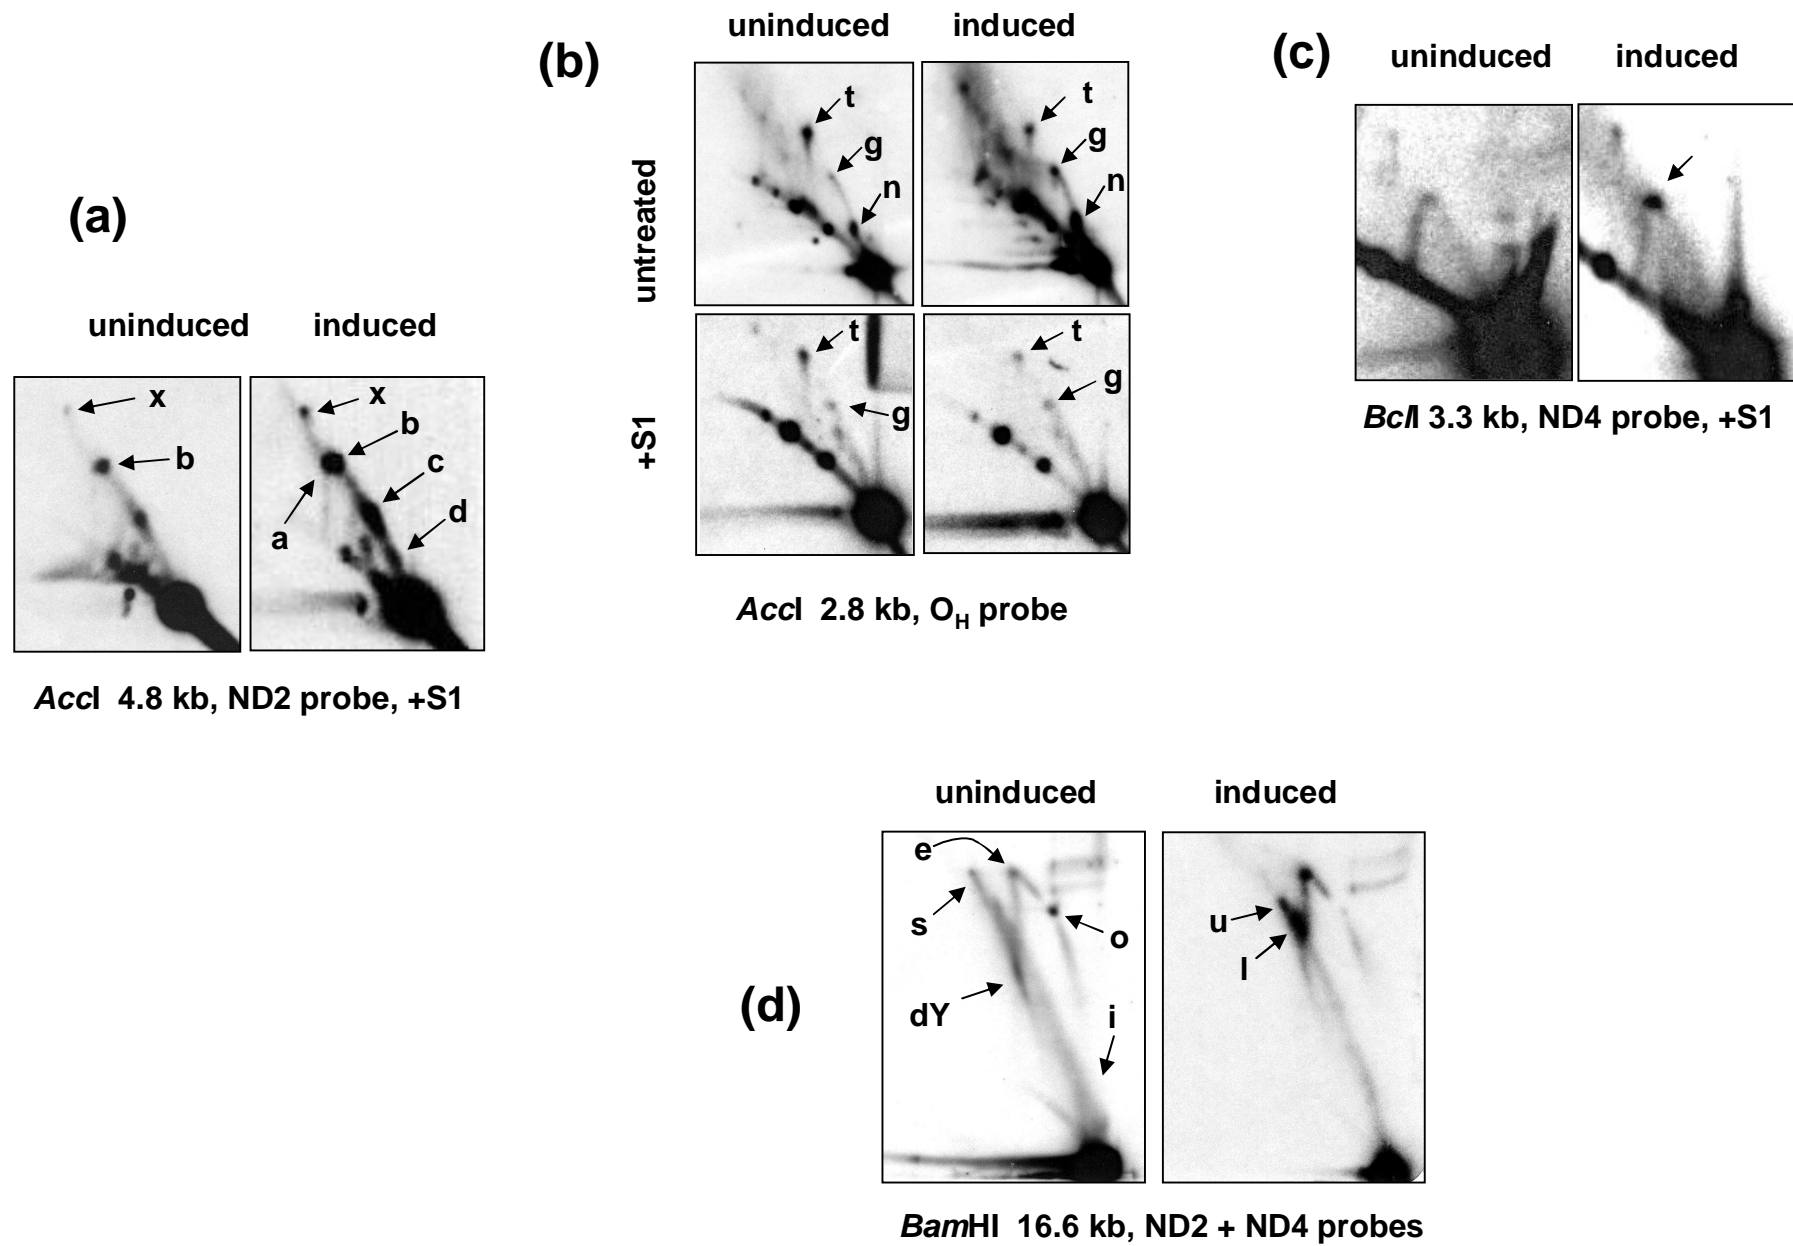 (a)
uninduced induced
x
b
x
b
c
d
a
AccI 4.8 kb, ND2 probe, +S1
(b)
uninduced induced
untreated
t
g
n
t
g
n
+S1
t
g
t
g
AccI 2.8 kb, OH probe
(c)
uninduced induced
BclI 3.3 kb, ND4 probe, +S1
(d)
uninduced induced
e
s
o
dY
i
u
l
BamHI 16.6 kb, ND2 + ND4 probes